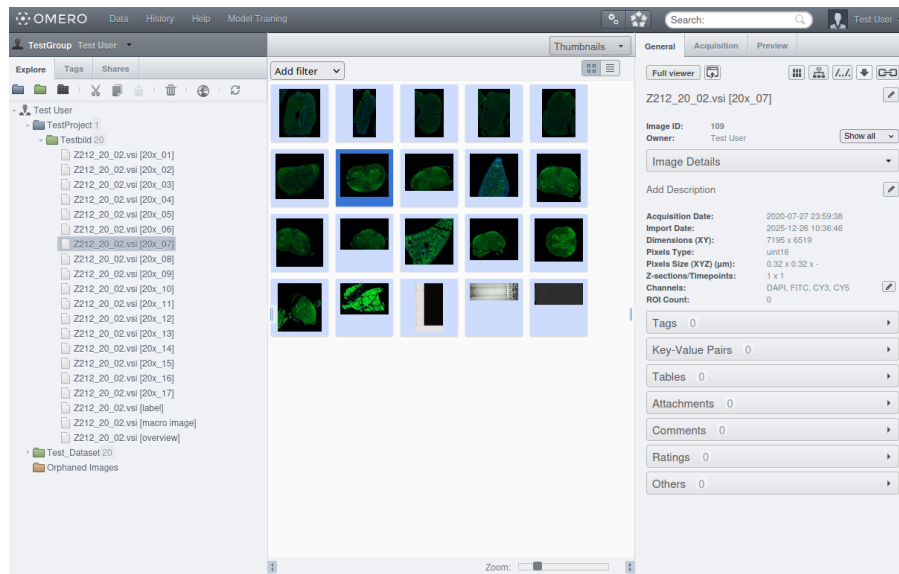 OMERO Data History Help Model Training Search: Test User
TestGroup Test User Thumbnails General Acquisition Preview
Explore Tags Shares Add filter Full viewer
Z212_20_02.vsi [20x_07]
Test User
TestProject 1
Testbild 20
Z212_20_02.vsi [20x_01]
Z212_20_02.vsi [20x_02]
Z212_20_02.vsi [20x_03]
Z212_20_02.vsi [20x_04]
Z212_20_02.vsi [20x_05]
Z212_20_02.vsi [20x_06]
Z212_20_02.vsi [20x_07]
Z212_20_02.vsi [20x_08]
Z212_20_02.vsi [20x_09]
Z212_20_02.vsi [20x_10]
Z212_20_02.vsi [20x_11]
Z212_20_02.vsi [20x_12]
Z212_20_02.vsi [20x_13]
Z212_20_02.vsi [20x_14]
Z212_20_02.vsi [20x_15]
Z212_20_02.vsi [20x_16]
Z212_20_02.vsi [20x_17]
Z212_20_02.vsi [label]
Z212_20_02.vsi [macro image]
Z212_20_02.vsi [overview]
Test_Dataset 20
Orphaned Images
Zoom:
Image ID: 109
Owner: Test User Show all
Image Details
Add Description
Acquisition Date: 2020-07-27 23:59:38
Import Date: 2025-12-26 10:36:46
Dimensions (XY): 7195 x 6519
Pixels Type: uint16
Pixels Size (XYZ) (µm): 0.32 x 0.32 x -
Z-sections/Timepoints: 1 x 1
Channels: DAPI, FITC, CY3, CY5
ROI Count: 0
Tags 0
Key-Value Pairs 0
Tables 0
Attachments 0
Comments 0
Ratings 0
Others 0